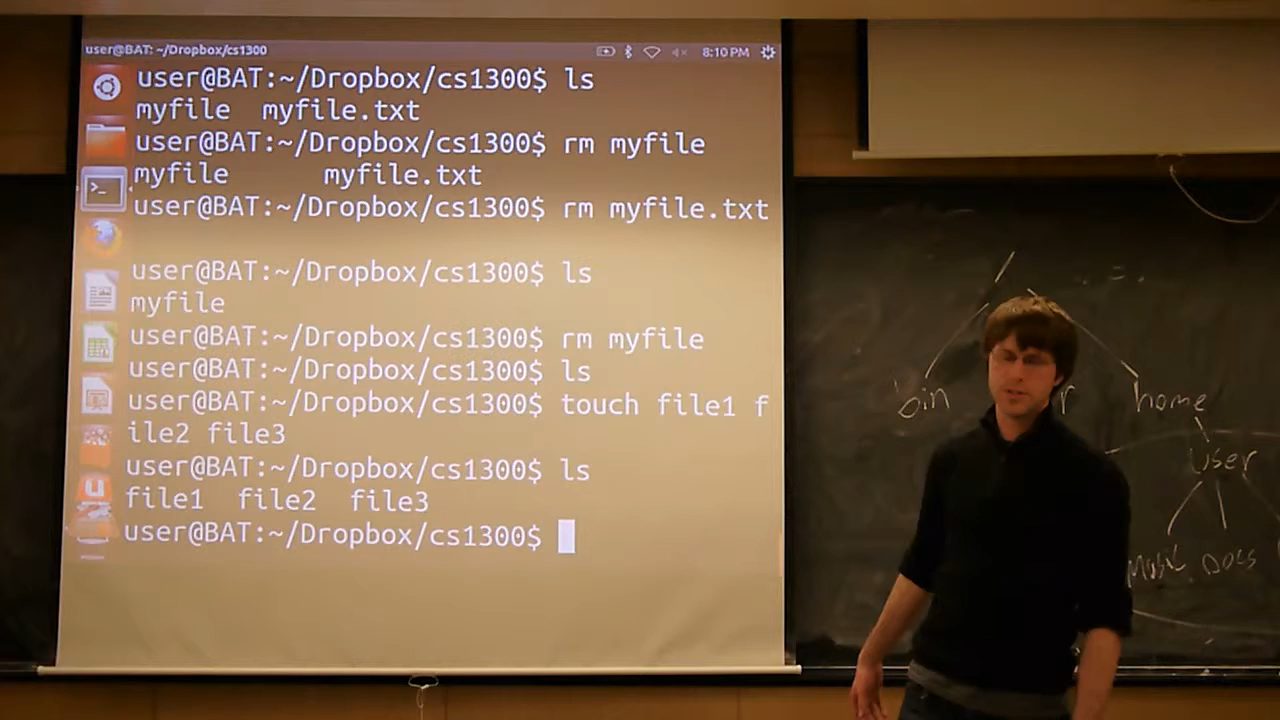 user@BAT: ~/Dropbox/cs1300
8:10 PM
user@BAT:~/Dropbox/cs1300$ ls
myfile  myfile.txt
user@BAT:~/Dropbox/cs1300$ rm myfile
myfile      myfile.txt
user@BAT:~/Dropbox/cs1300$ rm myfile.txt
user@BAT:~/Dropbox/cs1300$ ls
myfile
user@BAT:~/Dropbox/cs1300$ rm myfile
user@BAT:~/Dropbox/cs1300$ ls
user@BAT:~/Dropbox/cs1300$ touch file1 f
ile2 file3
user@BAT:~/Dropbox/cs1300$ ls
file1  file2  file3
user@BAT:~/Dropbox/cs1300$
bin
home
user
Music Docs